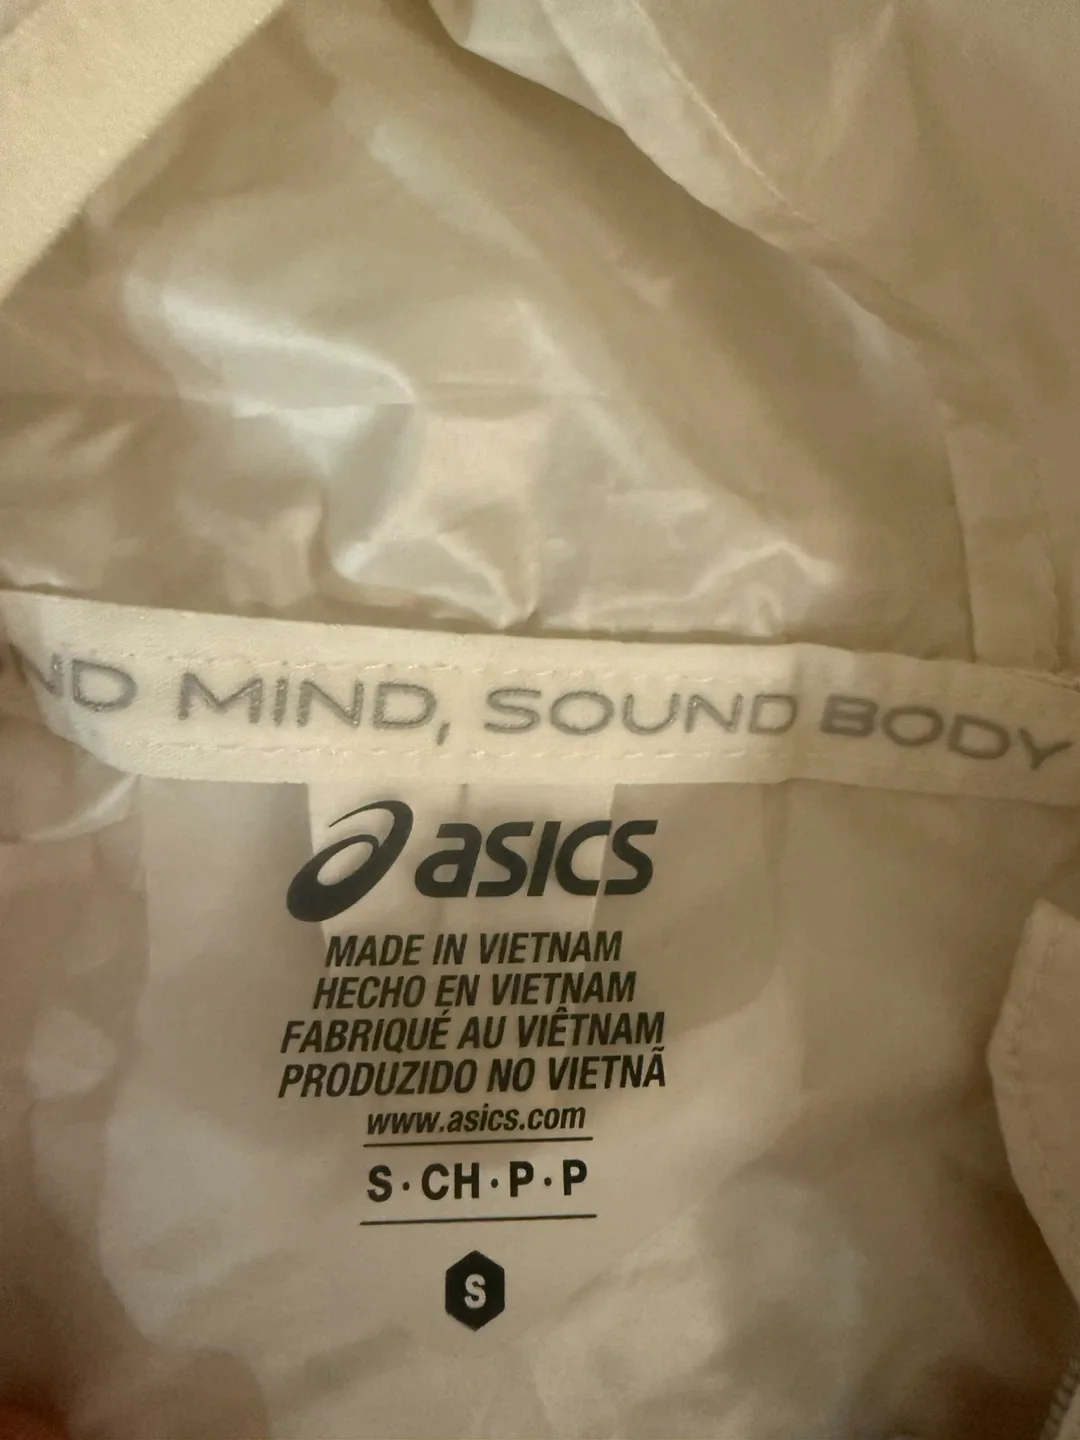 ND MIND, SOUND BODY
asics
MADE IN VIETNAM
HECHO EN VIETNAM
FABRIQUÉ AU VIÊTNAM
PRODUZIDO NO VIETNÃ
www.asics.com
S·CH·P·P
S